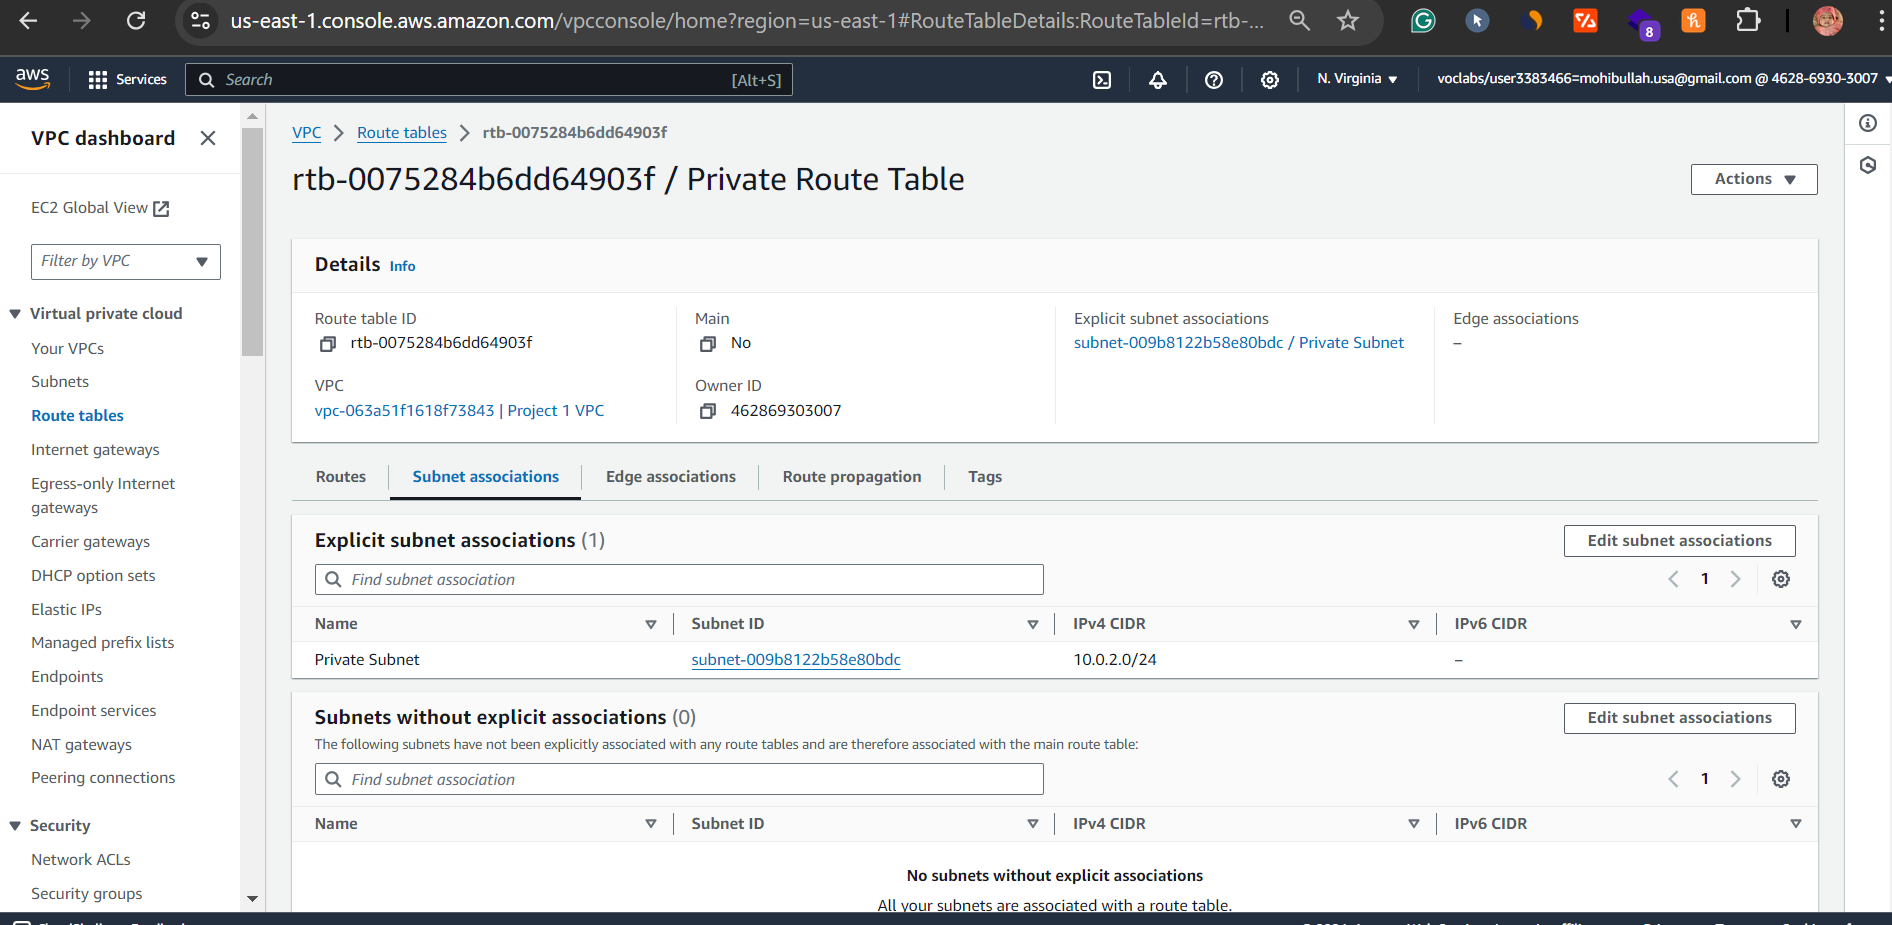 us-east-1.console.aws.amazon.com/vpcconsole/home?region=us-east-1#RouteTableDetails:RouteTableId=rtb-...
8
aws
Services
Search
[Alt+S]
N. Virginia
voclabs/user3383466=mohibullah.usa@gmail.com @ 4628-6930-3007
VPC dashboard
EC2 Global View
Filter by VPC
Virtual private cloud
Your VPCs
Subnets
Route tables
Internet gateways
Egress-only Internet
gateways
Carrier gateways
DHCP option sets
Elastic IPs
Managed prefix lists
Endpoints
Endpoint services
NAT gateways
Peering connections
Security
Network ACLs
Security groups
VPC > Route tables > rtb-0075284b6dd64903f
rtb-0075284b6dd64903f / Private Route Table
Actions
Details Info
Route table ID
rtb-0075284b6dd64903f
Main
No
Explicit subnet associations
subnet-009b8122b58e80bdc / Private Subnet
Edge associations
–
VPC
vpc-063a51f1618f73843 | Project 1 VPC
Owner ID
462869303007
Routes
Subnet associations
Edge associations
Route propagation
Tags
Explicit subnet associations (1)
Edit subnet associations
Find subnet association
1
Name Subnet ID IPv4 CIDR IPv6 CIDR
Private Subnet subnet-009b8122b58e80bdc 10.0.2.0/24 –
Subnets without explicit associations (0)
Edit subnet associations
The following subnets have not been explicitly associated with any route tables and are therefore associated with the main route table:
Find subnet association
1
Name Subnet ID IPv4 CIDR IPv6 CIDR
No subnets without explicit associations
All your subnets are associated with a route table.